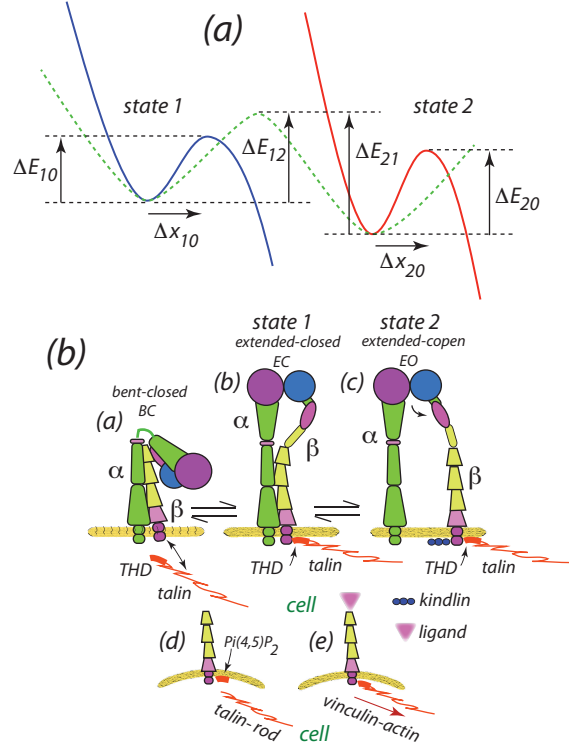 (a)
state 1
state 2
ΔE10
ΔE12
ΔE21
ΔE20
Δx10
Δx20
(b)
state 1
extended-closed
EC
state 2
extended-copen
EO
bent-closed
BC
(a)
(b)
(c)
α
β
α
β
α
β
THD
talin
THD
talin
THD
talin
cell
kindlin
ligand
(d)
Pi(4,5)P2
(e)
talin-rod
cell
vinculin-actin